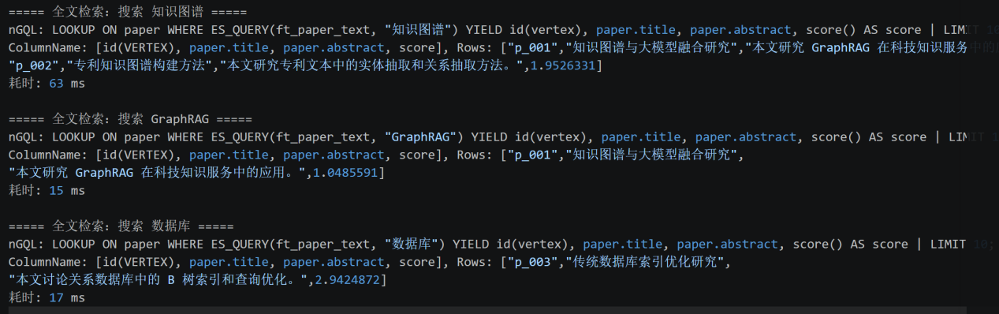 ===== 全文检索：搜索 知识图谱 =====
nGQL: LOOKUP ON paper WHERE ES_QUERY(ft_paper_text, "知识图谱") YIELD id(vertex), paper.title, paper.abstract, score() AS score | LIMIT 10
ColumnName: [id(VERTEX), paper.title, paper.abstract, score], Rows: ["p_001","知识图谱与大模型融合研究","本文研究 GraphRAG 在科技知识服务中的
"p_002","专利知识图谱构建方法","本文研究专利文本中的实体抽取和关系抽取方法。",1.9526331]
耗时: 63 ms
===== 全文检索：搜索 GraphRAG =====
nGQL: LOOKUP ON paper WHERE ES_QUERY(ft_paper_text, "GraphRAG") YIELD id(vertex), paper.title, paper.abstract, score() AS score | LIMIT 1
ColumnName: [id(VERTEX), paper.title, paper.abstract, score], Rows: ["p_001","知识图谱与大模型融合研究",
"本文研究 GraphRAG 在科技知识服务中的应用。",1.0485591]
耗时: 15 ms
===== 全文检索：搜索 数据库 =====
nGQL: LOOKUP ON paper WHERE ES_QUERY(ft_paper_text, "数据库") YIELD id(vertex), paper.title, paper.abstract, score() AS score | LIMIT 10;
ColumnName: [id(VERTEX), paper.title, paper.abstract, score], Rows: ["p_003","传统数据库索引优化研究",
"本文讨论关系数据库中的 B 树索引和查询优化。",2.9424872]
耗时: 17 ms